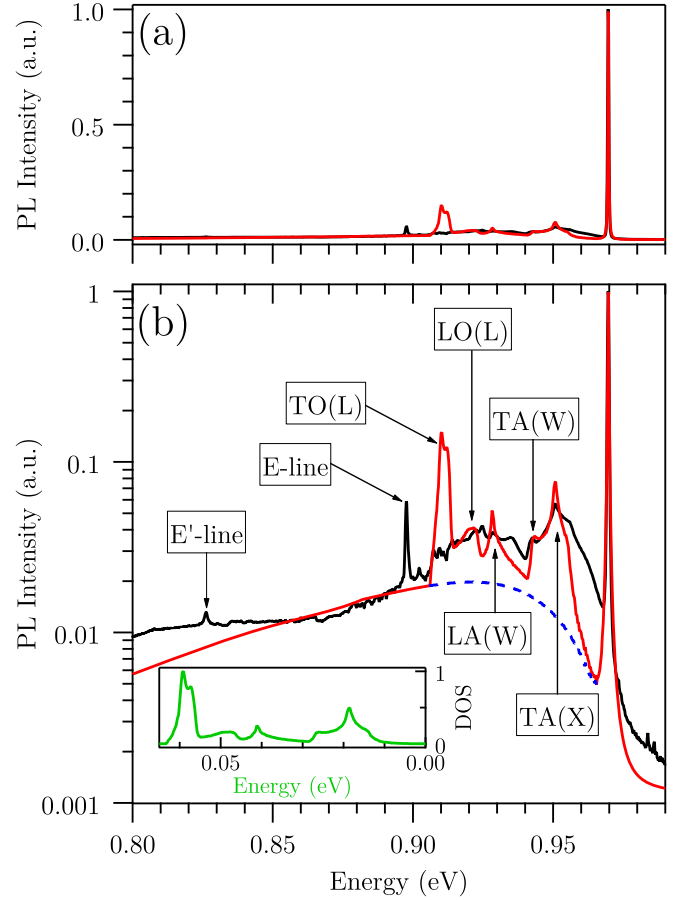 (a)
1.0
0.5
0.0
PL Intensity (a.u.)
(b)
1
0.1
0.01
0.001
PL Intensity (a.u.)
LO(L)
TO(L)
TA(W)
E-line
E'-line
LA(W)
TA(X)
1
0
DOS
0.05
0.00
Energy (eV)
0.80
0.85
0.90
0.95
Energy (eV)